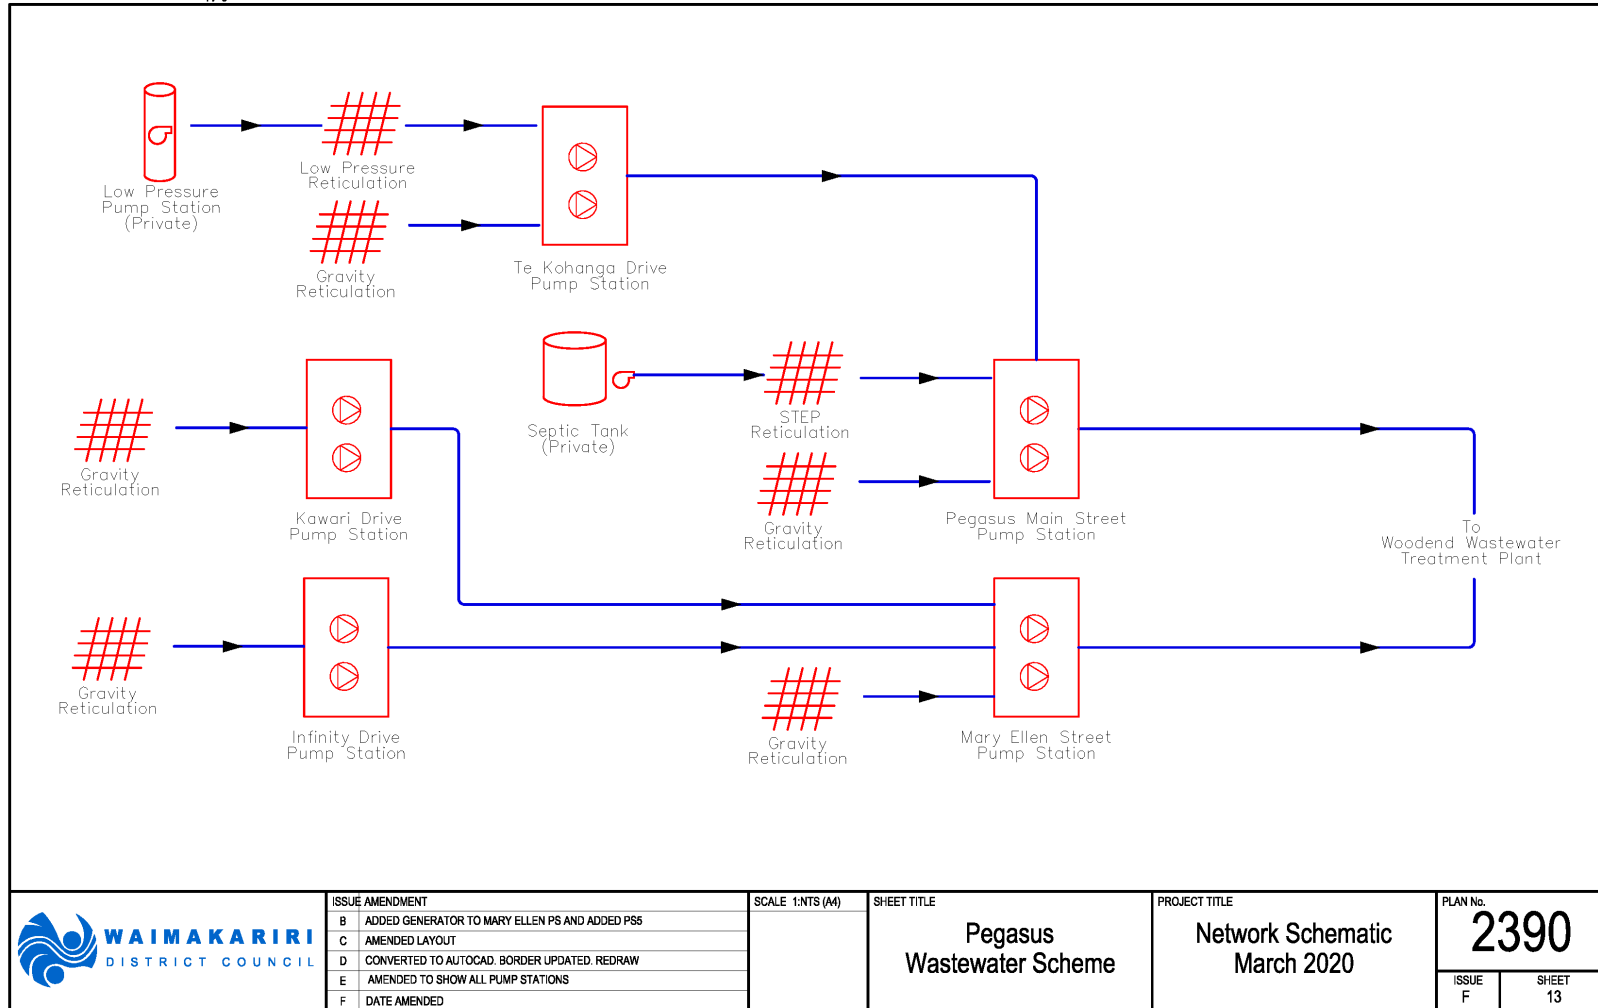 Low Pressure
Pump Station
(Private)
Low Pressure
Reticulation
Gravity
Reticulation
Te Kohanga Drive
Pump Station
Gravity
Reticulation
Kawari Drive
Pump Station
Septic Tank
(Private)
STEP
Reticulation
Gravity
Reticulation
Pegasus Main Street
Pump Station
To
Woodend Wastewater
Treatment Plant
Gravity
Reticulation
Infinity Drive
Pump Station
Gravity
Reticulation
Mary Ellen Street
Pump Station
WAIMAKARIRI
DISTRICT COUNCIL
ISSUE AMENDMENT
B ADDED GENERATOR TO MARY ELLEN PS AND ADDED PS5
C AMENDED LAYOUT
D CONVERTED TO AUTOCAD. BORDER UPDATED. REDRAW
E AMENDED TO SHOW ALL PUMP STATIONS
F DATE AMENDED
SCALE 1:NTS (A4)
SHEET TITLE
Pegasus
Wastewater Scheme
PROJECT TITLE
Network Schematic
March 2020
PLAN No.
2390
ISSUE
F
SHEET
13